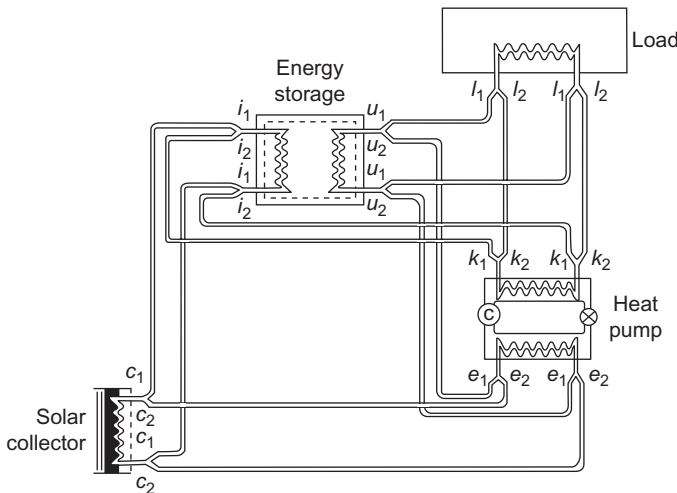 Load
Energy
storage
l1 l2 l1 l2
i1 u1
i2 u2
i1 u1
i2 u2
k1 k2 k1 k2
C
Heat
pump
e1 e2 e1 e2
c1
Solar
collector
c2
c1
c2